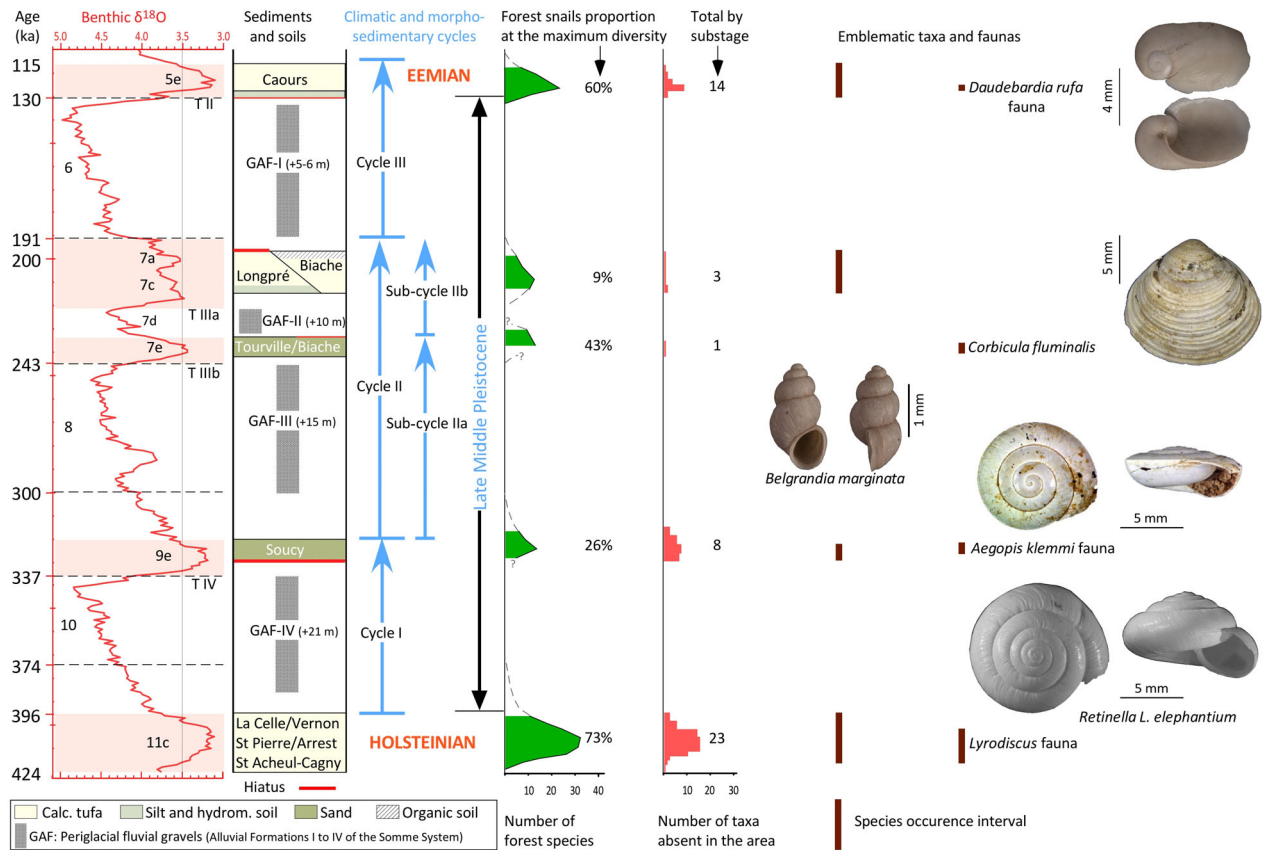 Age
(ka)
Benthic δ¹⁸O
5.0 4.5 4.0 3.5 3.0
Sediments
and soils
Climatic and morpho-
sedimentary cycles
Forest snails proportion
at the maximum diversity
Total by
substage
Emblematic taxa and faunas
115
5e
Caours
EEMIAN
60%
14
Daudebardia rufa
fauna
4 mm
130
T II
6
GAF-I (+5-6 m)
Cycle III
191
200
7a
7c
Longpré
Biache
Sub-cycle IIb
9%
3
5 mm
T IIIa
7d
GAF-II (+10 m)
?
7e
Tourville/Biache
-?
43%
1
Corbicula fluminalis
243
T IIIb
8
GAF-III (+15 m)
Cycle II
Sub-cycle IIa
Late Middle Pleistocene
1 mm
Belgrandia marginata
300
5 mm
9e
Soucy
?
26%
8
Aegopis klemmi fauna
337
T IV
10
GAF-IV (+21 m)
Cycle I
374
5 mm
Retinella L. elephantium
396
11c
La Celle/Vernon
St Pierre/Arrest
St Acheul-Cagny
HOLSTEINIAN
73%
23
Lyrodiscus fauna
424
Hiatus
0 10 20 30 40
0 10 20 30
Calc. tufa
Silt and hydrom. soil
Sand
Organic soil
GAF: Periglacial fluvial gravels (Alluvial Formations I to IV of the Somme System)
Number of
forest species
Number of taxa
absent in the area
Species occurence interval